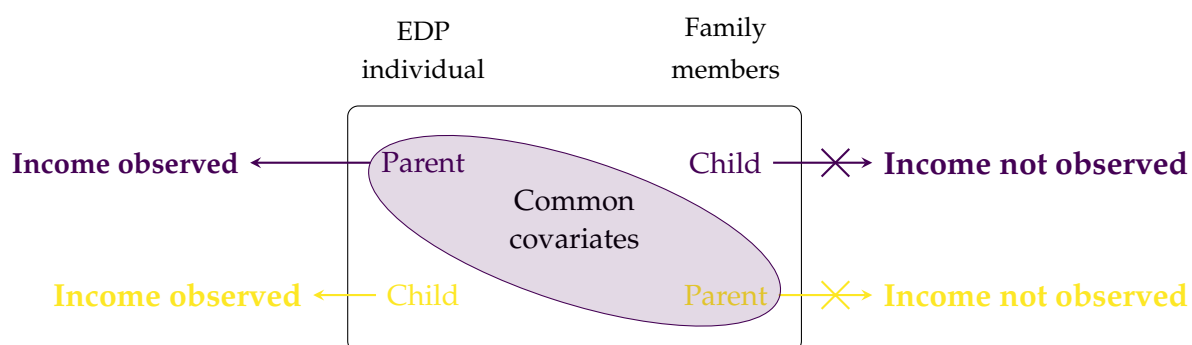 EDP
individual
Family
members
Income observed
Parent
Child
Income not observed
Common
covariates
Income observed
Child
Parent
Income not observed